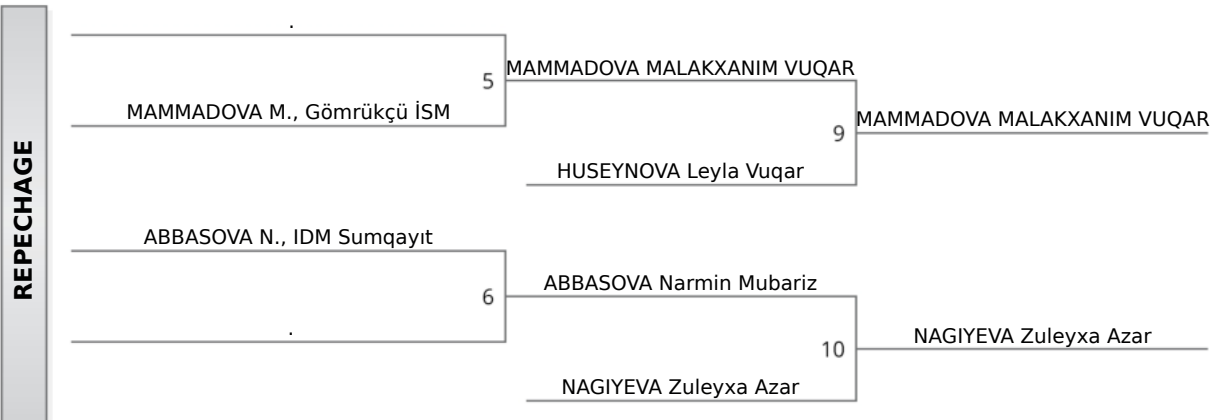 REPECHAGE
.
MAMMADOVA M., Gömrükçü İSM
5
MAMMADOVA MALAKXANIM VUQAR
HUSEYNOVA Leyla Vuqar
9
MAMMADOVA MALAKXANIM VUQAR
ABBASOVA N., IDM Sumqayıt
.
6
ABBASOVA Narmin Mubariz
NAGIYEVA Zuleyxa Azar
10
NAGIYEVA Zuleyxa Azar